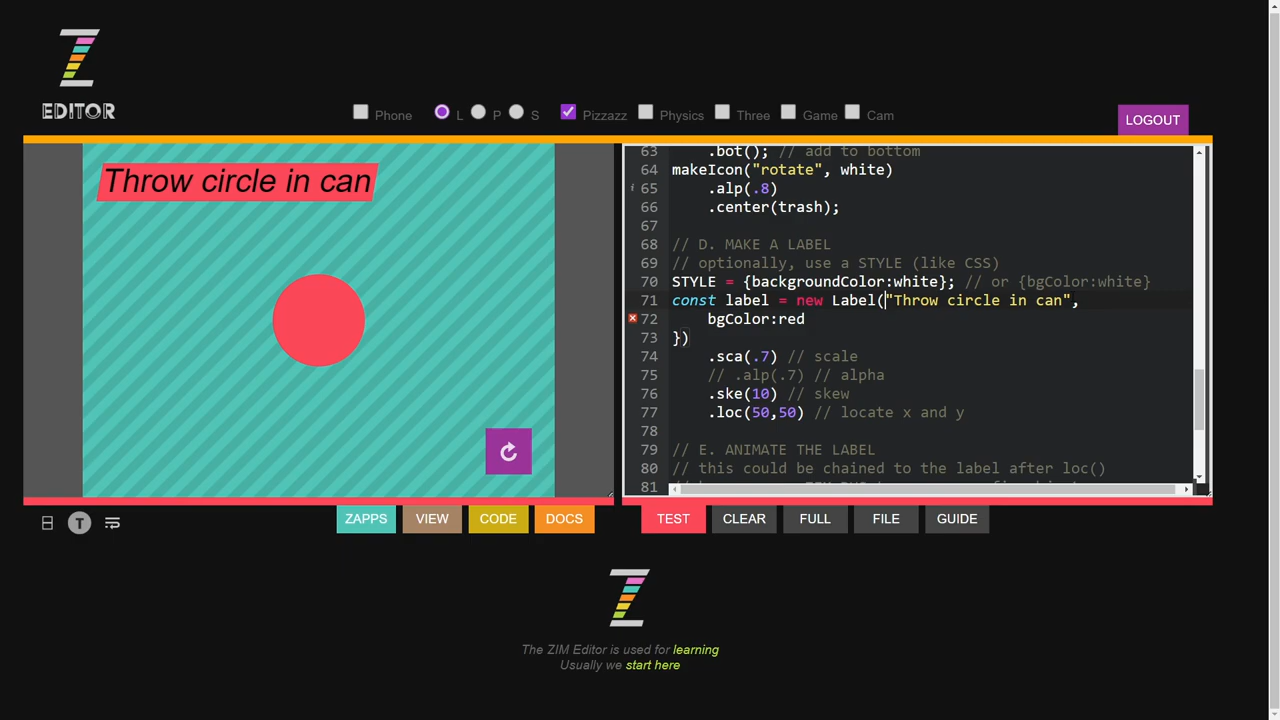 EDITOR
Phone L P S Pizzazz Physics Three Game Cam
LOGOUT
Throw circle in can
63 .bot(); // add to bottom
64 makeIcon("rotate", white)
65 .alp(.8)
66 .center(trash);
67
68 // D. MAKE A LABEL
69 // optionally, use a STYLE (like CSS)
70 STYLE = {backgroundColor:white}; // or {bgColor:white}
71 const label = new Label("Throw circle in can",
72 bgColor:red
73 })
74 .sca(.7) // scale
75 // .alp(.7) // alpha
76 .ske(10) // skew
77 .loc(50,50) // locate x and y
78
79 // E. ANIMATE THE LABEL
80 // this could be chained to the label after loc()
81
T
ZAPPS VIEW CODE DOCS
TEST CLEAR FULL FILE GUIDE
The ZIM Editor is used for learning
Usually we start here